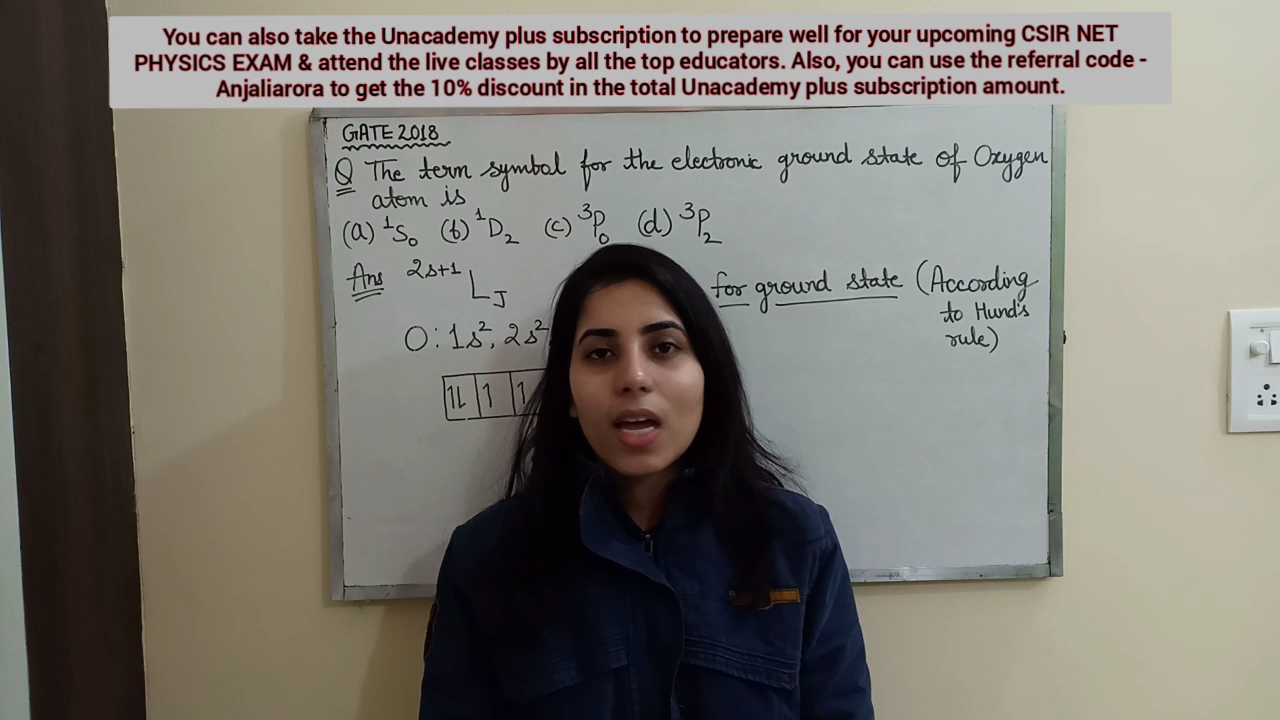 You can also take the Unacademy plus subscription to prepare well for your upcoming CSIR NET
PHYSICS EXAM & attend the live classes by all the top educators. Also, you can use the referral code -
Anjaliarora to get the 10% discount in the total Unacademy plus subscription amount.
GATE 2018
Q The term symbol for the electronic ground state of Oxygen
atom is
(a) ¹S₀ (b) ¹D₂ (c) ³P₀ (d) ³P₂
Ans ²ˢ⁺¹L_J for ground state (According
to Hund's
rule)
O: 1s², 2s²
1⇂ 1 1